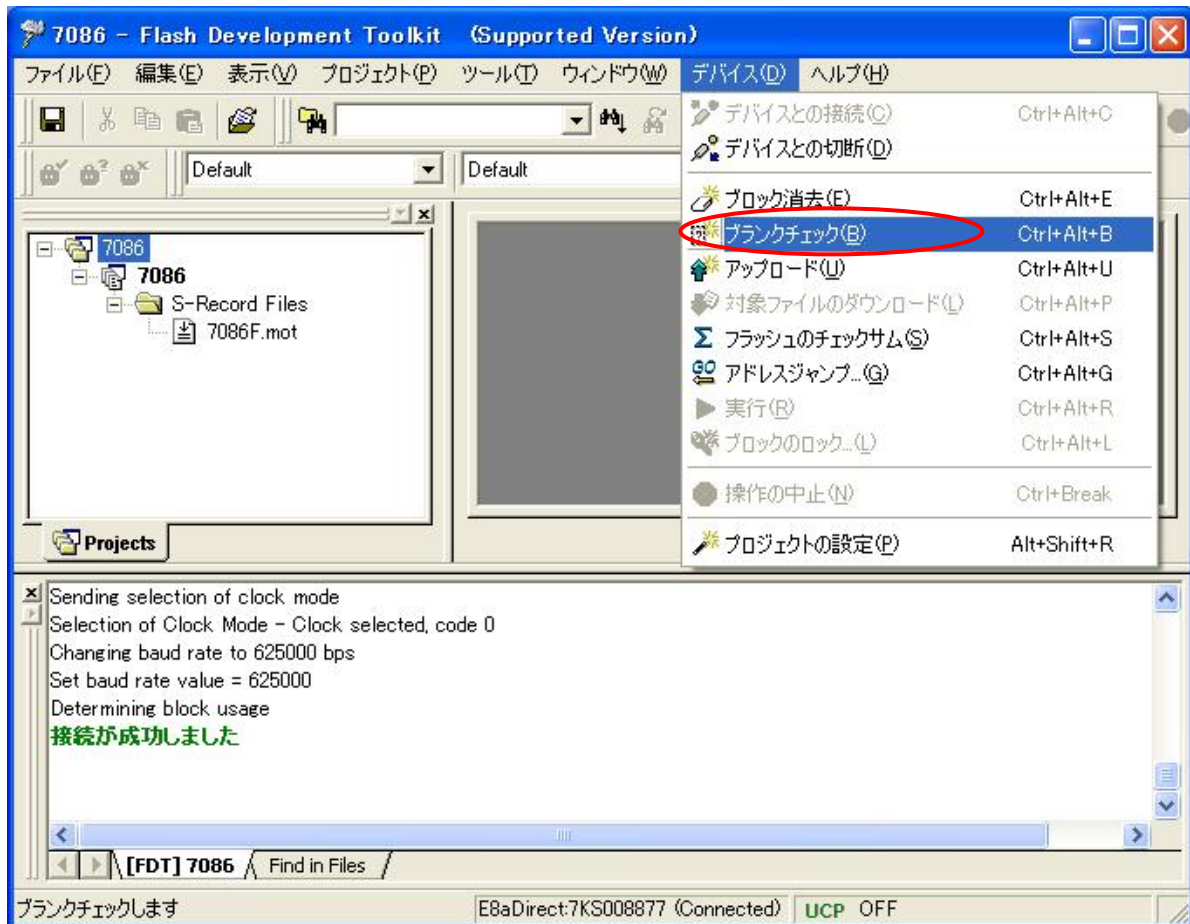 7086 - Flash Development Toolkit (Supported Version)
ファイル(F) 編集(E) 表示(V) プロジェクト(P) ツール(T) ウィンドウ(W) デバイス(D) ヘルプ(H)
Default Default
デバイスとの接続(C) Ctrl+Alt+C
デバイスとの切断(D)
ブロック消去(E) Ctrl+Alt+E
ブランクチェック(B) Ctrl+Alt+B
アップロード(U) Ctrl+Alt+U
対象ファイルのダウンロード(L) Ctrl+Alt+P
フラッシュのチェックサム(S) Ctrl+Alt+S
GO アドレスジャンプ...(G) Ctrl+Alt+G
実行(R) Ctrl+Alt+R
ブロックのロック...(L) Ctrl+Alt+L
操作の中止(N) Ctrl+Break
プロジェクトの設定(P) Alt+Shift+R
7086
7086
S-Record Files
7086F.mot
Projects
Sending selection of clock mode
Selection of Clock Mode - Clock selected, code 0
Changing baud rate to 625000 bps
Set baud rate value = 625000
Determining block usage
接続が成功しました
[FDT] 7086 Find in Files
ブランクチェックします E8aDirect:7KS008877 (Connected) UCP OFF